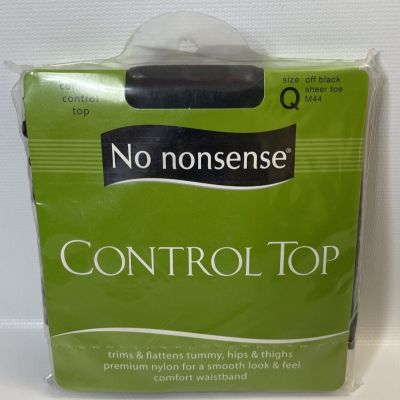 control
top
size
Q
off black
sheer toe
M44
No nonsense®
CONTROL TOP
trims & flattens tummy, hips & thighs
premium nylon for a smooth look & feel
comfort waistband